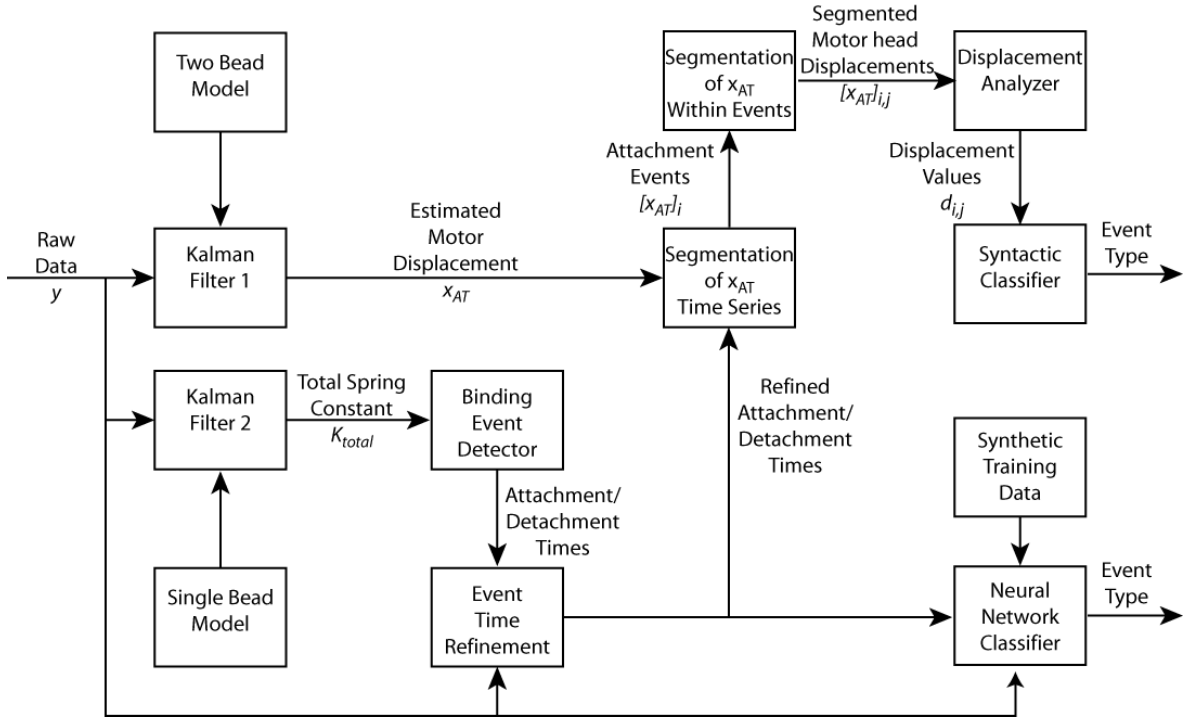 Two Bead
Model
Segmentation
of x_AT
Within Events
Segmented
Motor head
Displacements
[x_AT]_i,j
Displacement
Analyzer
Attachment
Events
[x_AT]_i
Displacement
Values
d_i,j
Raw
Data
y
Kalman
Filter 1
Estimated
Motor
Displacement
x_AT
Segmentation
of x_AT
Time Series
Syntactic
Classifier
Event
Type
Kalman
Filter 2
Total Spring
Constant
K_total
Binding
Event
Detector
Refined
Attachment/
Detachment
Times
Synthetic
Training
Data
Attachment/
Detachment
Times
Single Bead
Model
Event
Time
Refinement
Neural
Network
Classifier
Event
Type